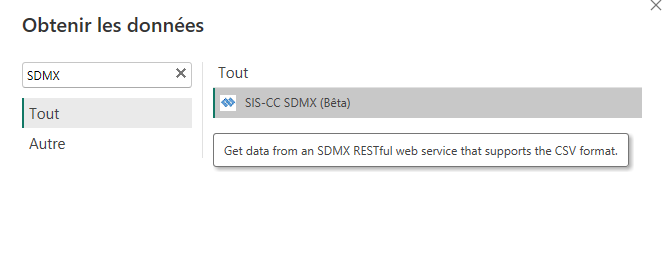 Obtenir les données
SDMX
Tout
Autre
Tout
SIS-CC SDMX (Bêta)
Get data from an SDMX RESTful web service that supports the CSV format.